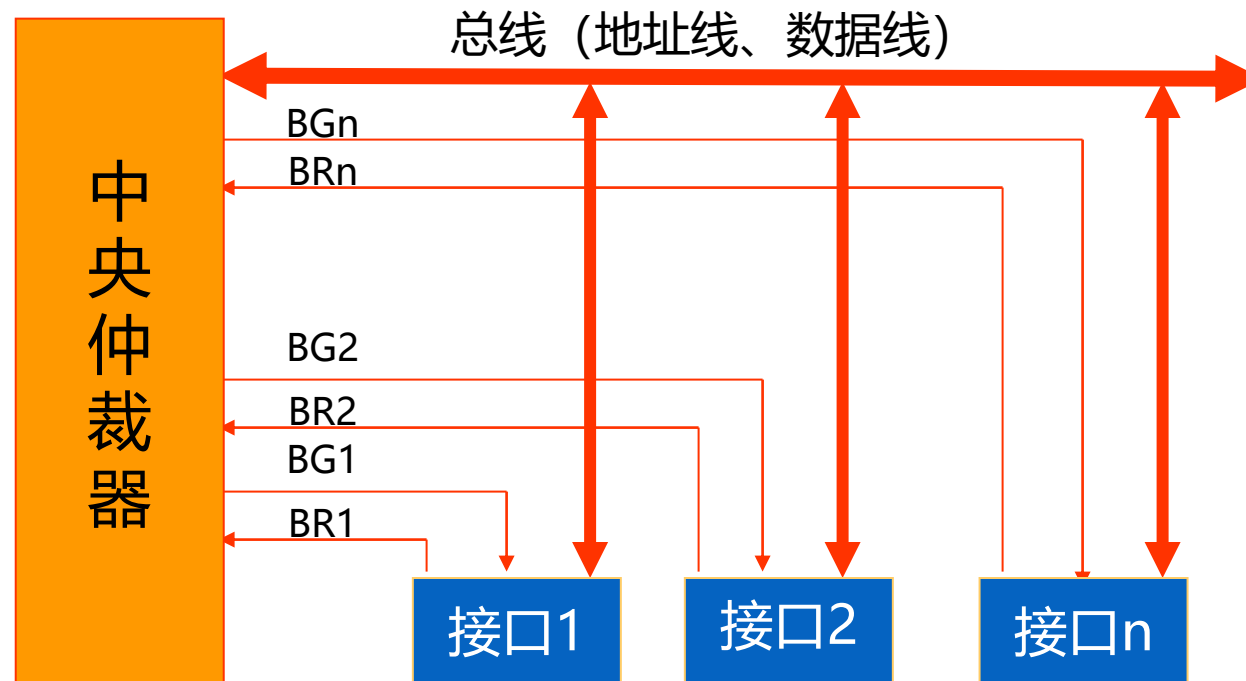 总线（地址线、数据线）
BGn
BRn
中
央
仲
裁
器
BG2
BR2
BG1
BR1
接口1
接口2
接口n